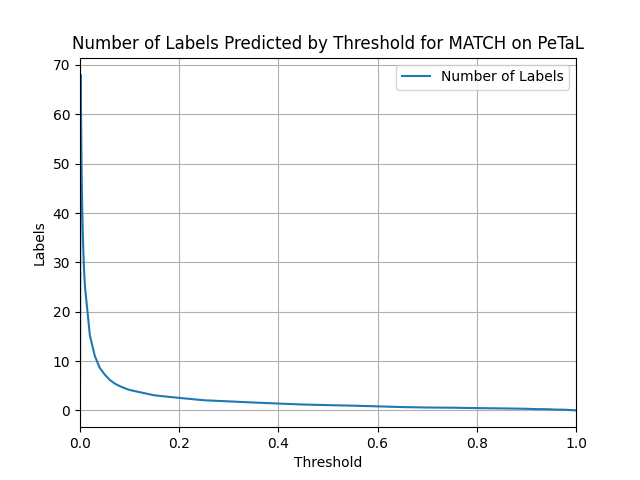 Number of Labels Predicted by Threshold for MATCH on PeTaL
Number of Labels
70
60
50
40
30
20
10
0
Labels
0.0 0.2 0.4 0.6 0.8 1.0
Threshold